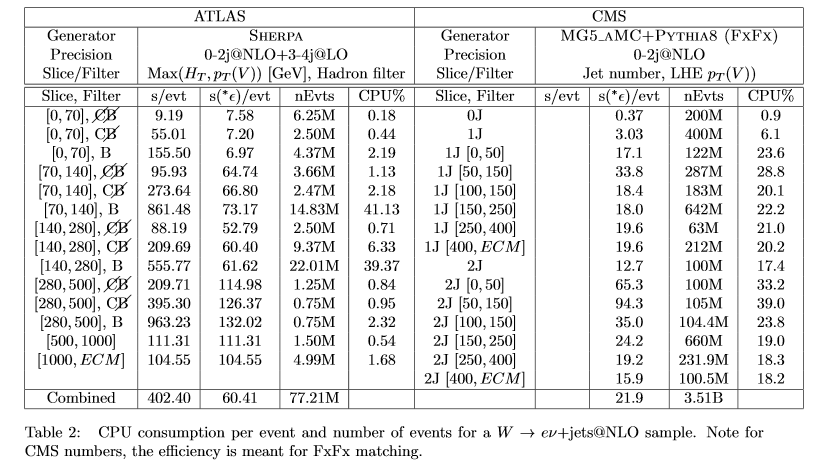 ATLAS CMS
Generator SHERPA Generator MG5_AMC+PYTHIA8 (FXFX)
Precision 0-2j@NLO+3-4j@LO Precision 0-2j@NLO
Slice/Filter Max(H_T, p_T(V)) [GeV], Hadron filter Slice/Filter Jet number, LHE p_T(V))
Slice, Filter s/evt s(*ϵ)/evt nEvts CPU% Slice, Filter s/evt s(*ϵ)/evt nEvts CPU%
[0, 70], C̸B̸ 9.19 7.58 6.25M 0.18 0J 0.37 200M 0.9
[0, 70], CB̸ 55.01 7.20 2.50M 0.44 1J 3.03 400M 6.1
[0, 70], B 155.50 6.97 4.37M 2.19 1J [0, 50] 17.1 122M 23.6
[70, 140], C̸B̸ 95.93 64.74 3.66M 1.13 1J [50, 150] 33.8 287M 28.8
[70, 140], CB̸ 273.64 66.80 2.47M 2.18 1J [100, 150] 18.4 183M 20.1
[70, 140], B 861.48 73.17 14.83M 41.13 1J [150, 250] 18.0 642M 22.2
[140, 280], C̸B̸ 88.19 52.79 2.50M 0.71 1J [250, 400] 19.6 63M 21.0
[140, 280], CB̸ 209.69 60.40 9.37M 6.33 1J [400, ECM] 19.6 212M 20.2
[140, 280], B 555.77 61.62 22.01M 39.37 2J 12.7 100M 17.4
[280, 500], C̸B̸ 209.71 114.98 1.25M 0.84 2J [0, 50] 65.3 100M 33.2
[280, 500], CB̸ 395.30 126.37 0.75M 0.95 2J [50, 150] 94.3 105M 39.0
[280, 500], B 963.23 132.02 0.75M 2.32 2J [100, 150] 35.0 104.4M 23.8
[500, 1000] 111.31 111.31 1.50M 0.54 2J [150, 250] 24.2 660M 19.0
[1000, ECM] 104.55 104.55 4.99M 1.68 2J [250, 400] 19.2 231.9M 18.3
2J [400, ECM] 15.9 100.5M 18.2
Combined 402.40 60.41 77.21M 21.9 3.51B
Table 2: CPU consumption per event and number of events for a W → eν+jets@NLO sample. Note for
CMS numbers, the efficiency is meant for FxFx matching.